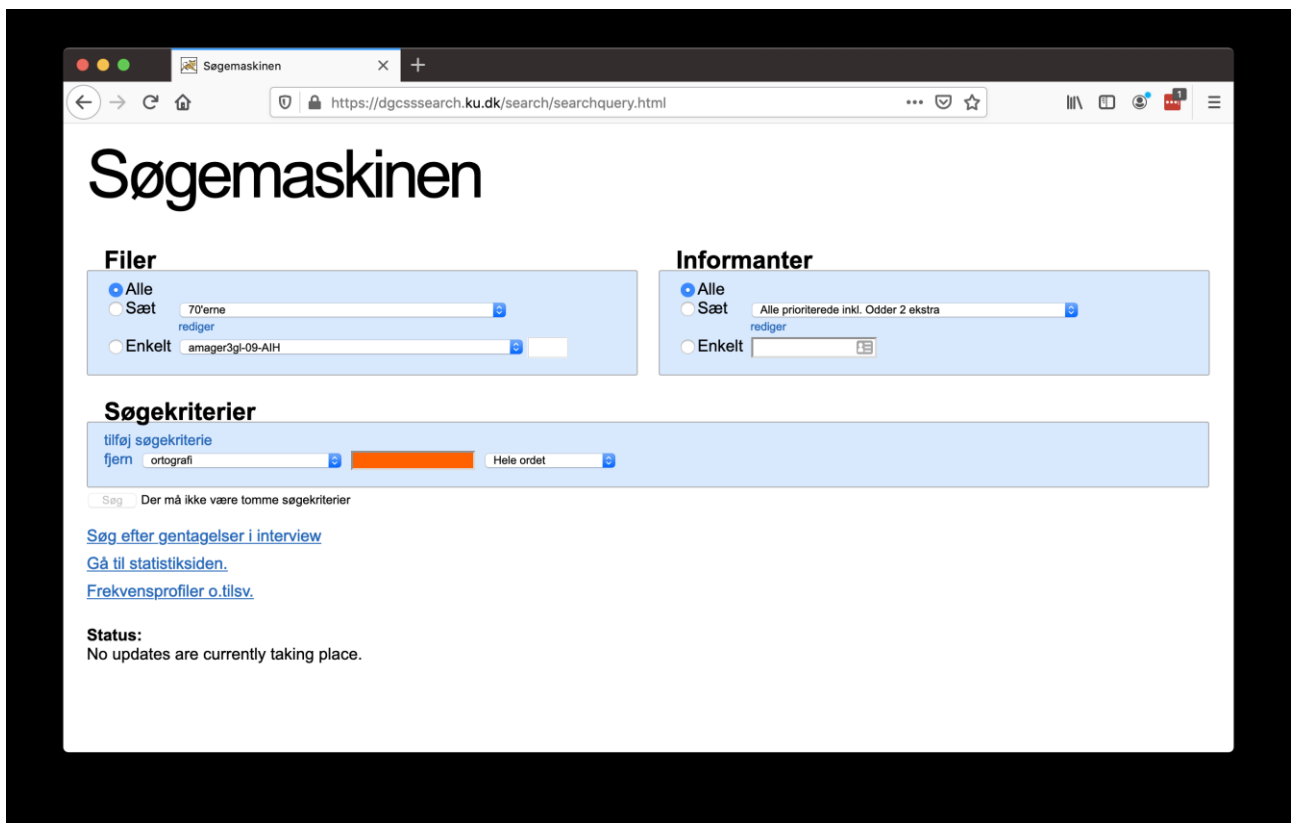 Søgemaskinen
https://dgcsssearch.ku.dk/search/searchquery.html
1
Søgemaskinen
Filer
Alle
Sæt 70'erne
rediger
Enkelt amager3gl-09-AIH
Informanter
Alle
Sæt Alle prioriterede inkl. Odder 2 ekstra
rediger
Enkelt
Søgekriterier
tilføj søgekriterie
fjern ortografi Hele ordet
Søg Der må ikke være tomme søgekriterier
Søg efter gentagelser i interview
Gå til statistiksiden.
Frekvensprofiler o.tilsv.
Status:
No updates are currently taking place.